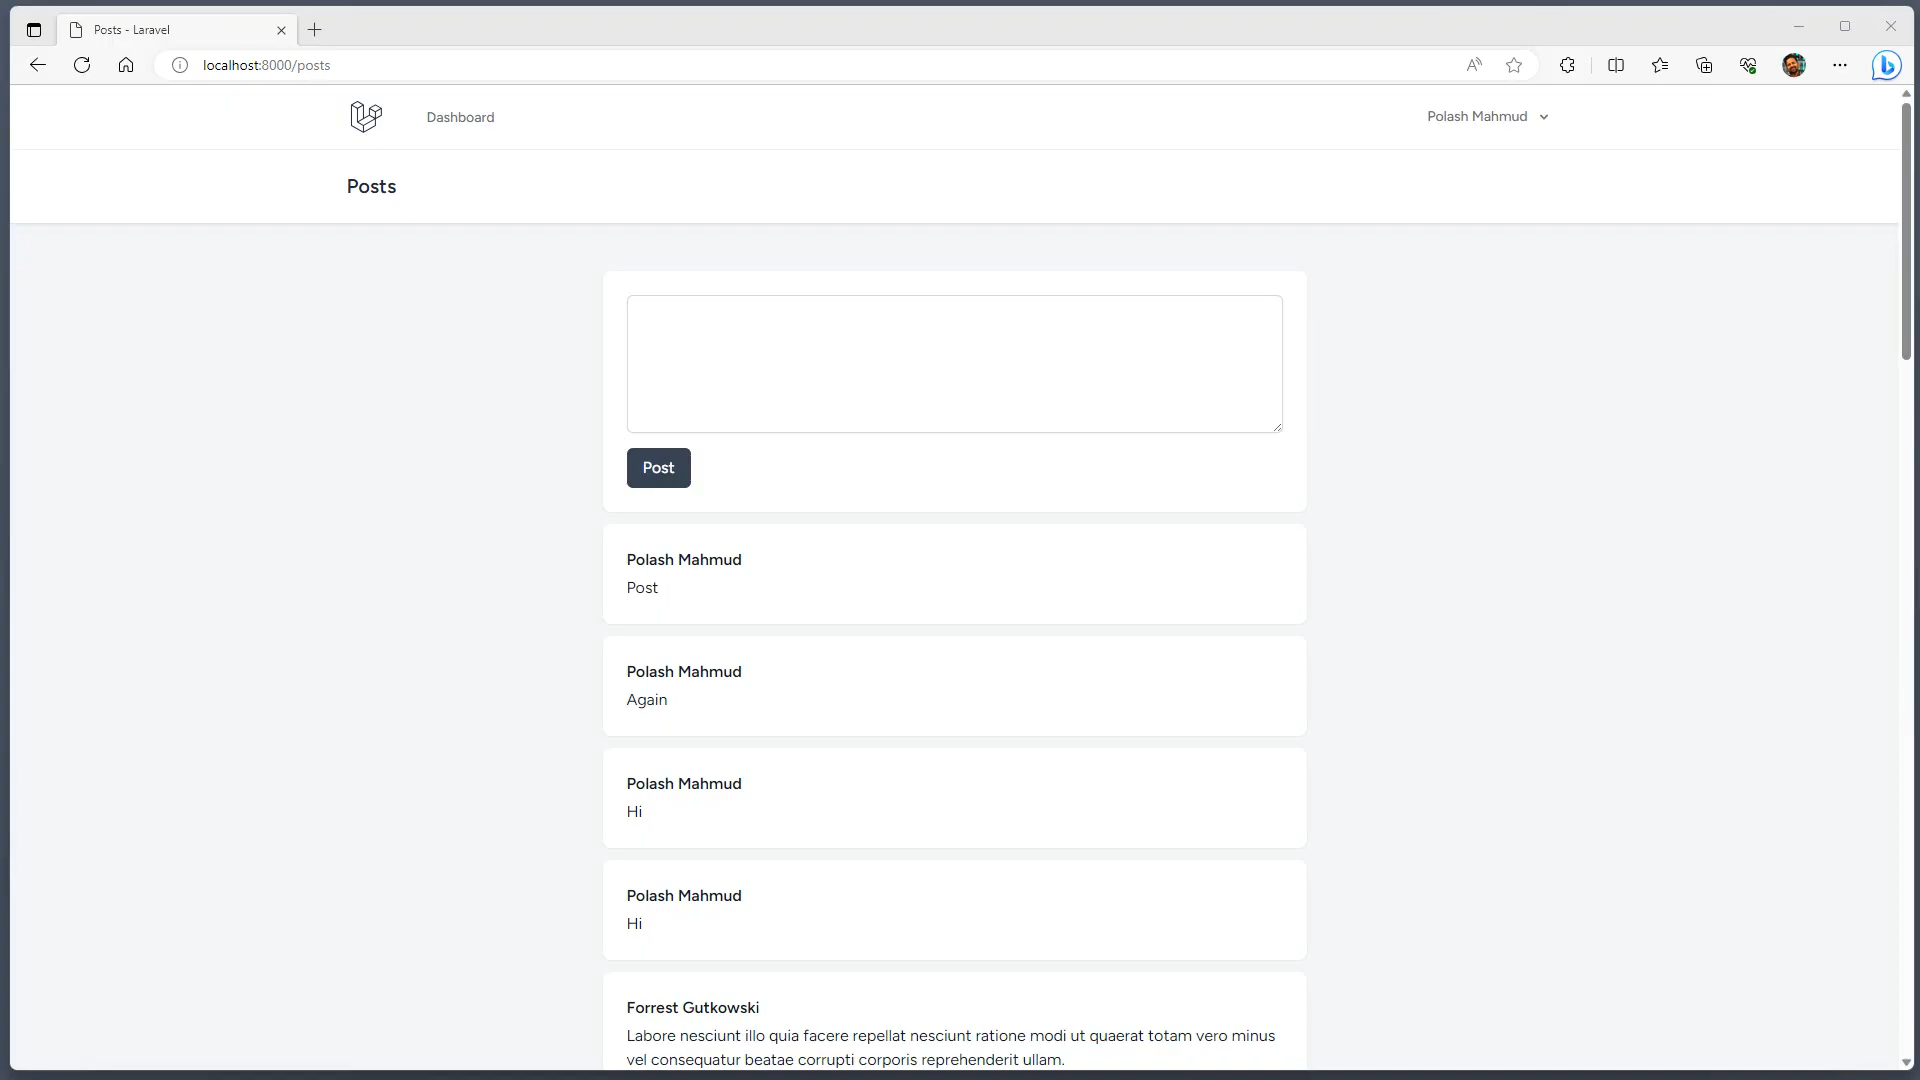 Posts - Laravel
localhost:8000/posts
Dashboard
Polash Mahmud
Posts
Post
Polash Mahmud
Post
Polash Mahmud
Again
Polash Mahmud
Hi
Polash Mahmud
Hi
Forrest Gutkowski
Labore nesciunt illo quia facere repellat nesciunt ratione modi ut quaerat totam vero minus
vel consequatur beatae corrupti corporis reprehenderit ullam.